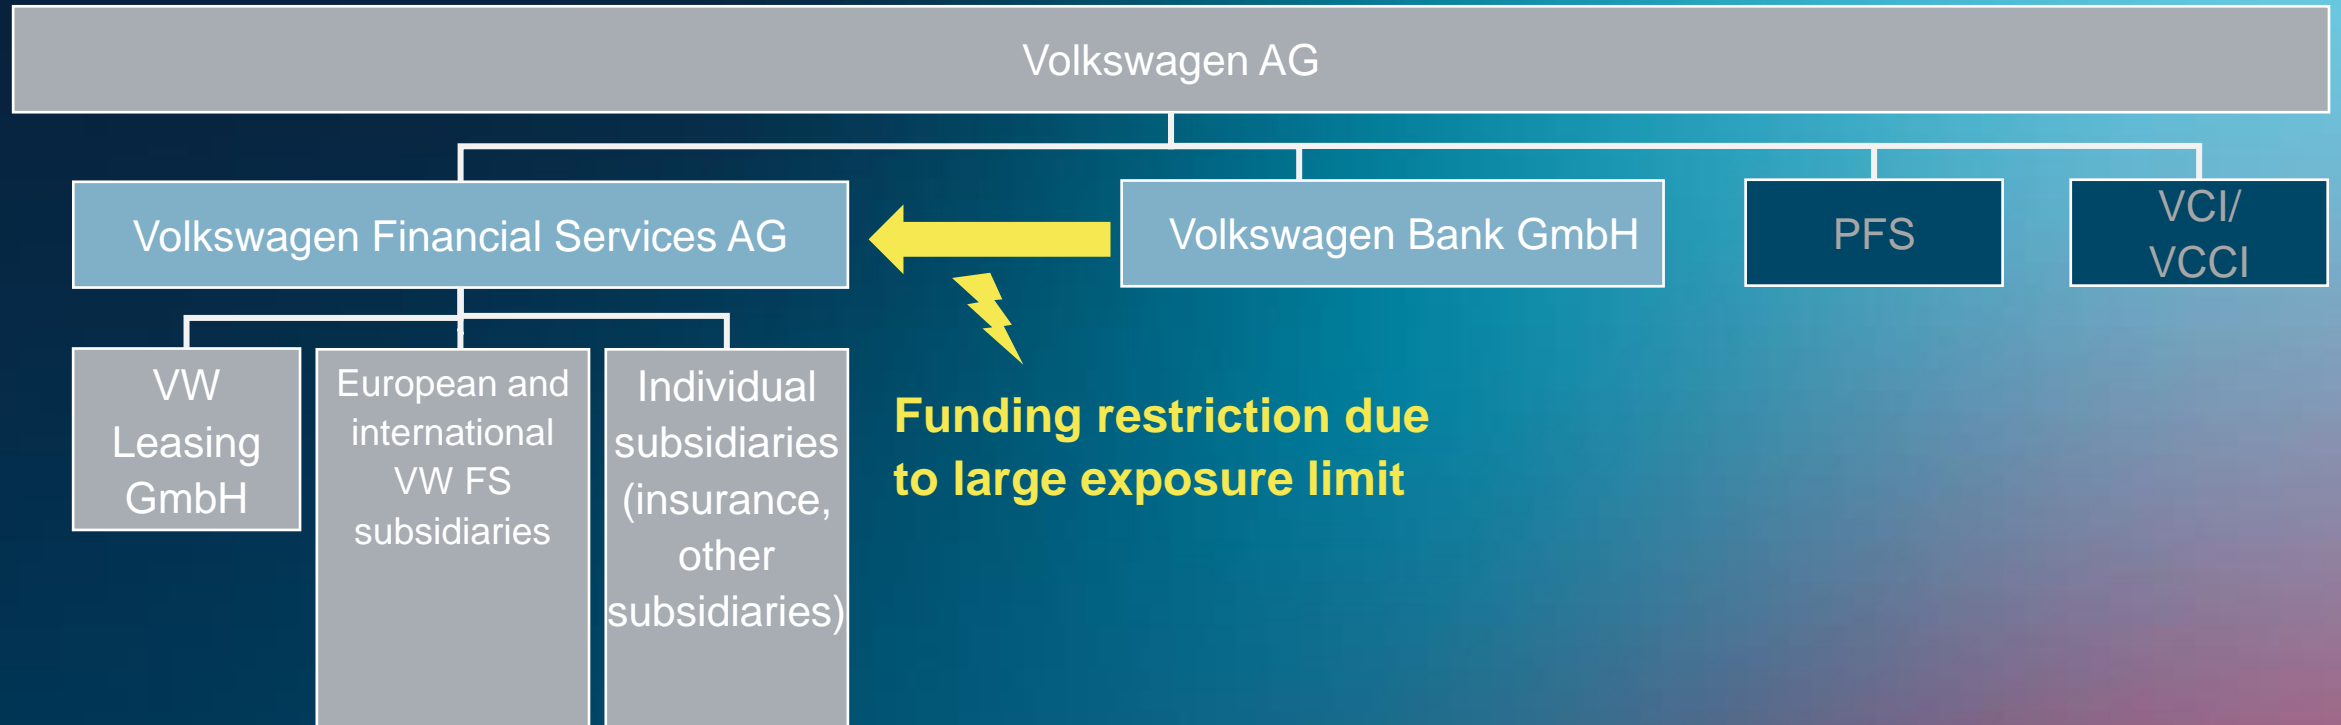 Volkswagen AG
Volkswagen Financial Services AG
Volkswagen Bank GmbH
PFS
VCI/
VCCI
VW
Leasing
GmbH
European and
international
VW FS
subsidiaries
Individual
subsidiaries
(insurance,
other
subsidiaries)
Funding restriction due
to large exposure limit